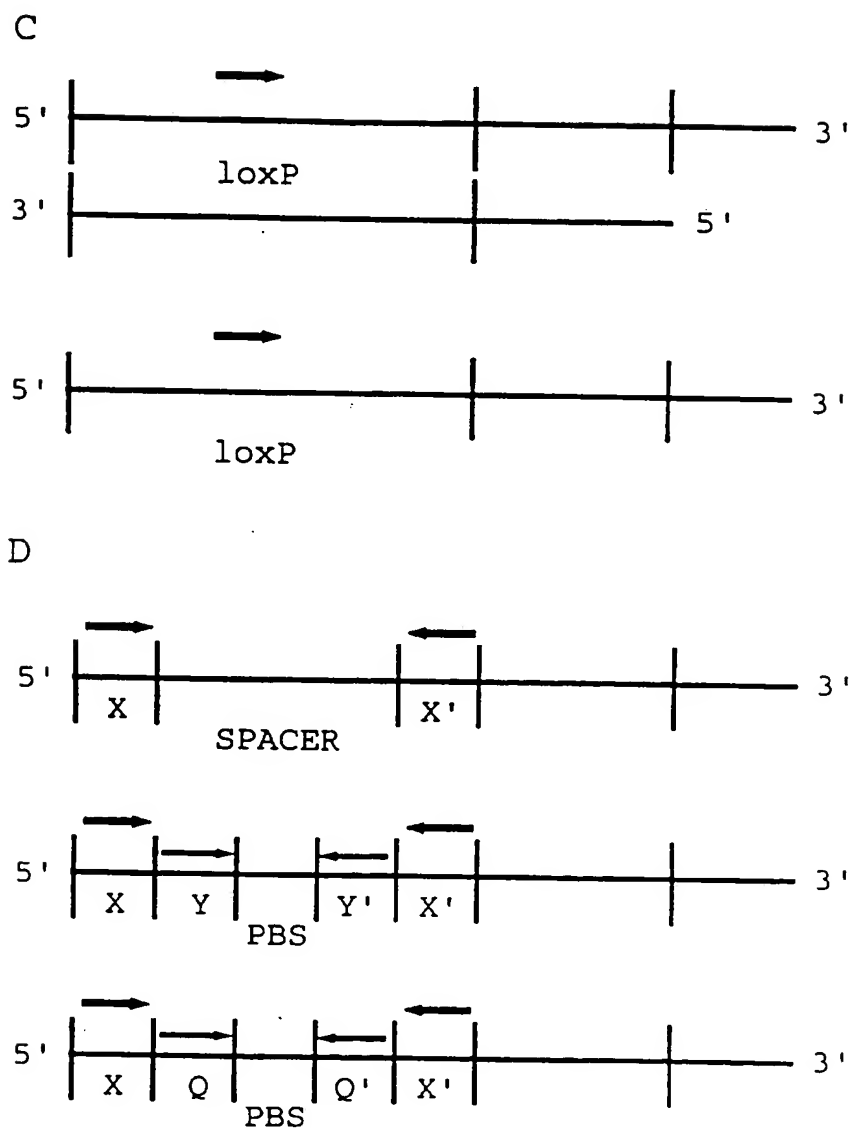 C
5' 3'
loxP
3' 5'
5' 3'
loxP
D
5' 3'
X X'
SPACER
5' 3'
X Y Y' X'
PBS
5' 3'
X Q Q' X'
PBS